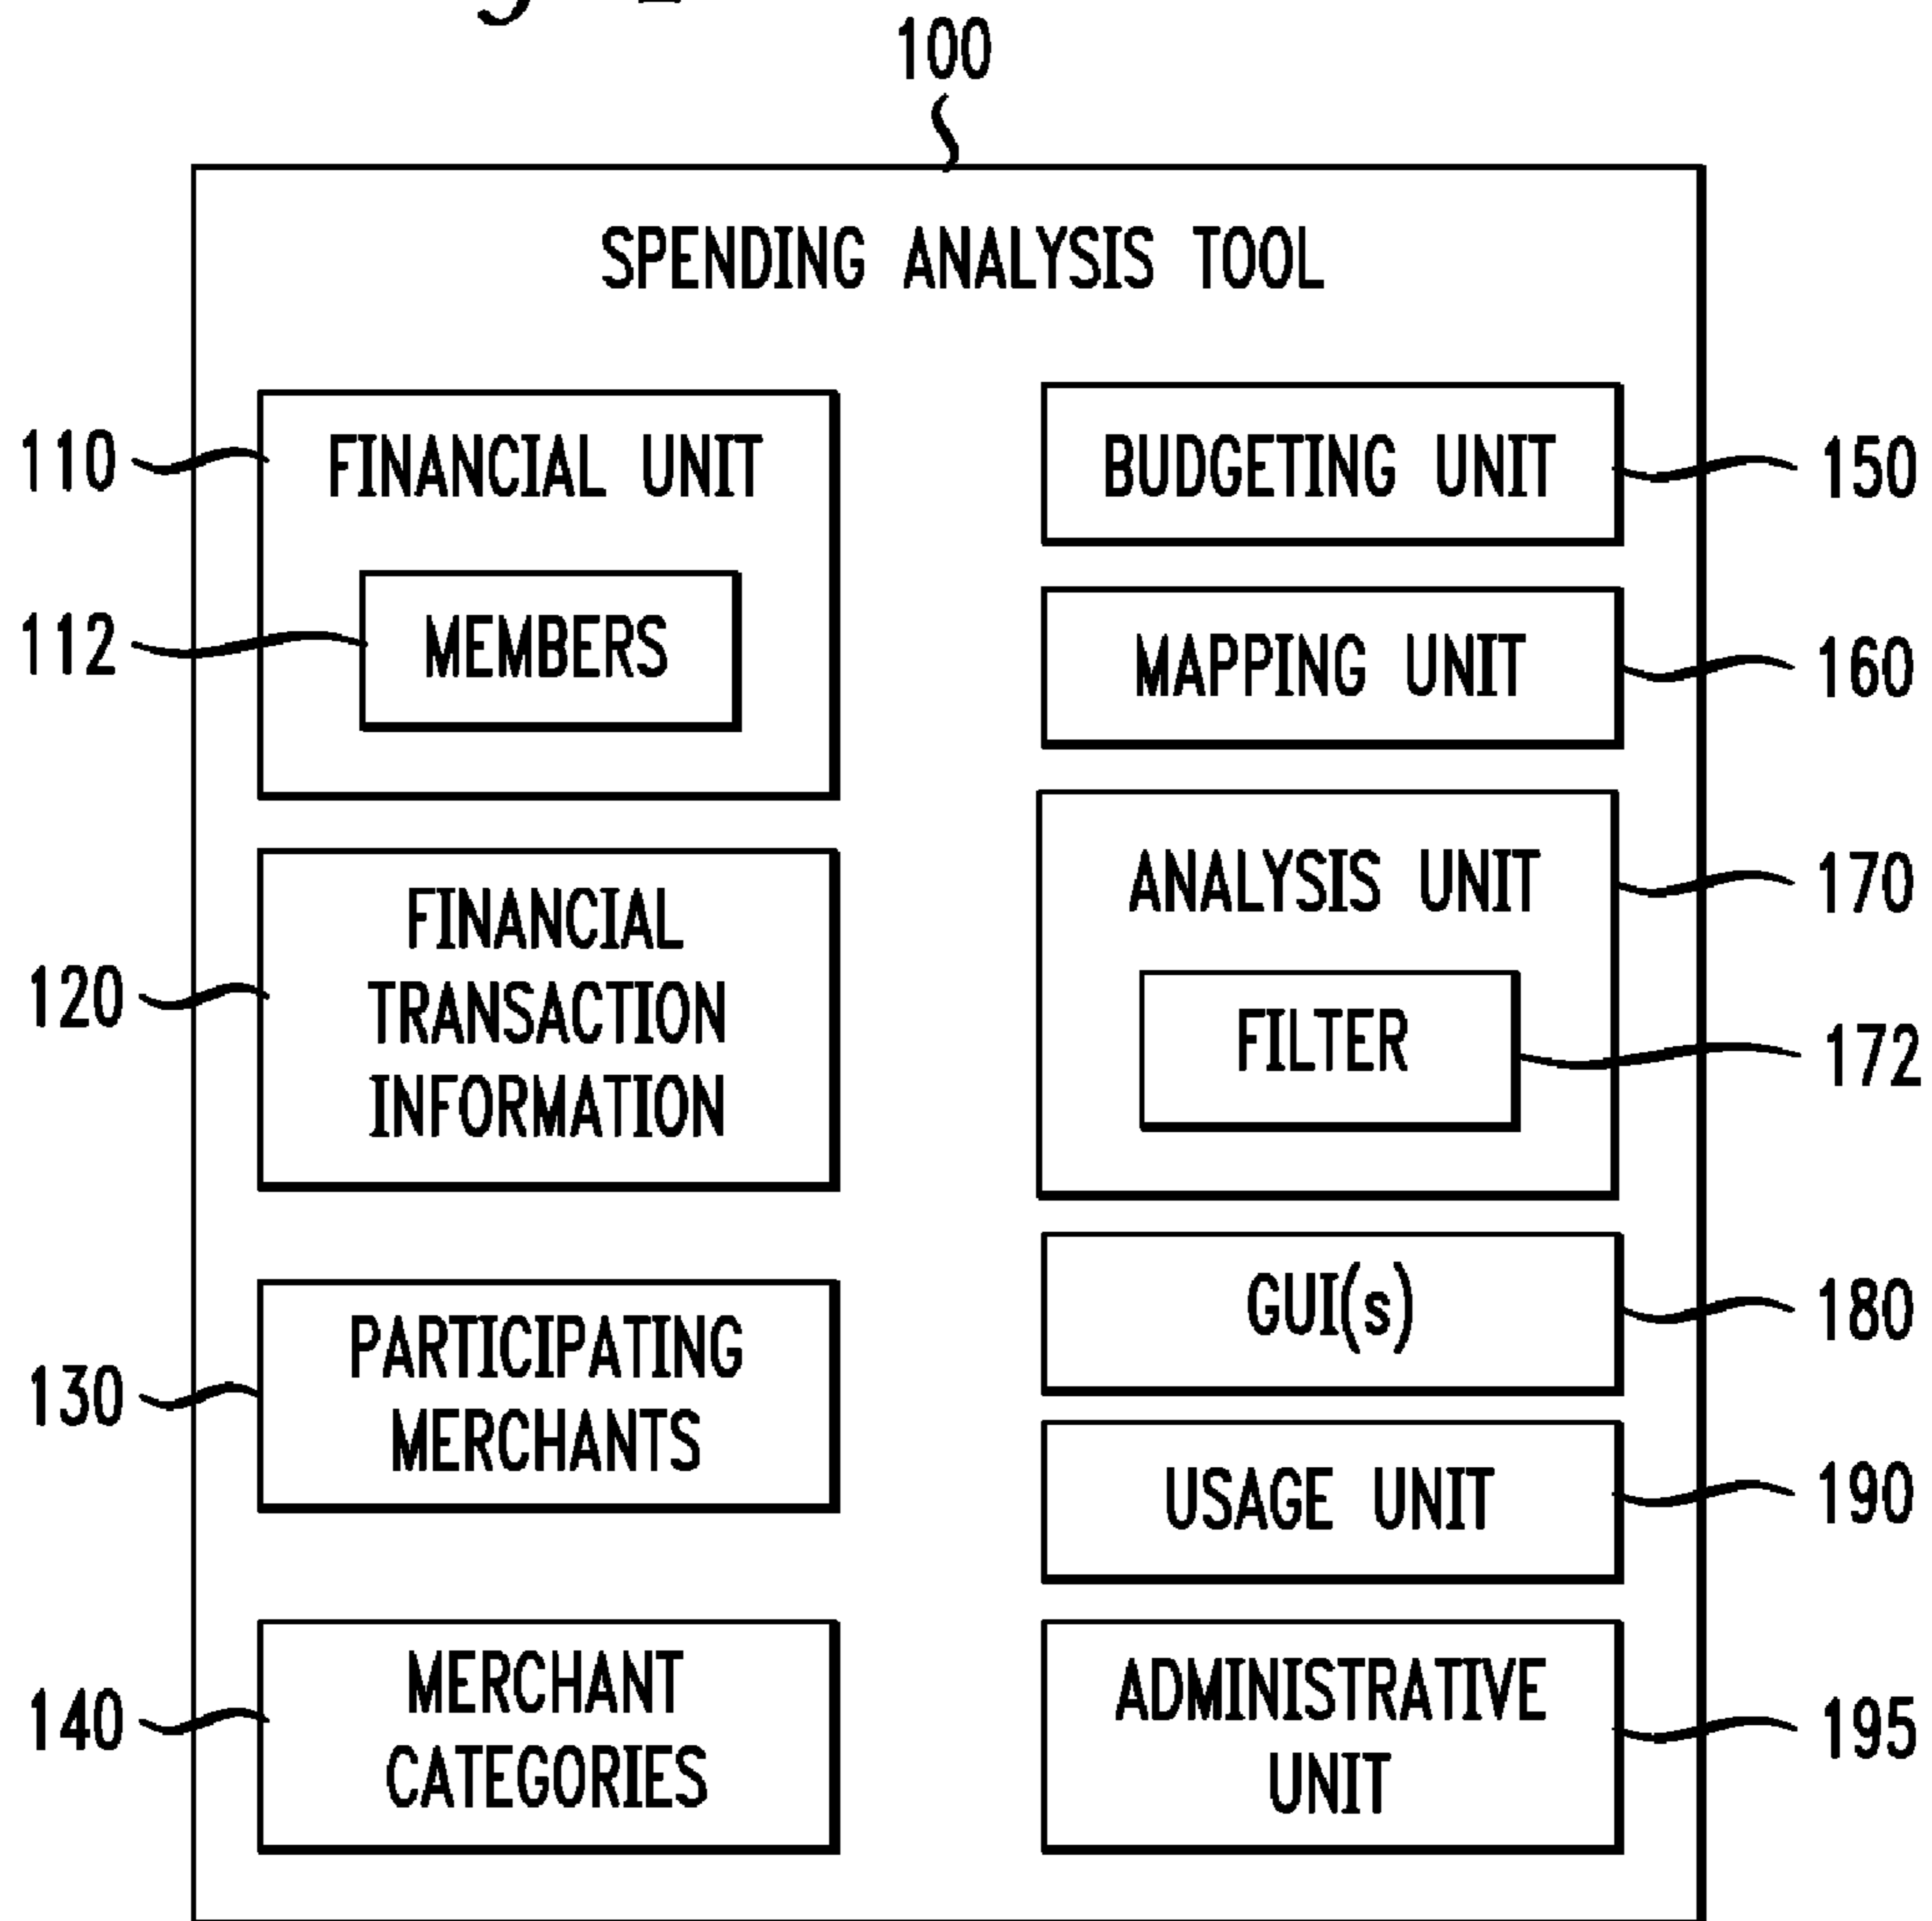 100
SPENDING ANALYSIS TOOL
110
FINANCIAL UNIT
112
MEMBERS
120
FINANCIAL
TRANSACTION
INFORMATION
130
PARTICIPATING
MERCHANTS
140
MERCHANT
CATEGORIES
BUDGETING UNIT
150
MAPPING UNIT
160
ANALYSIS UNIT
170
FILTER
172
GUI(s)
180
USAGE UNIT
190
ADMINISTRATIVE
UNIT
195